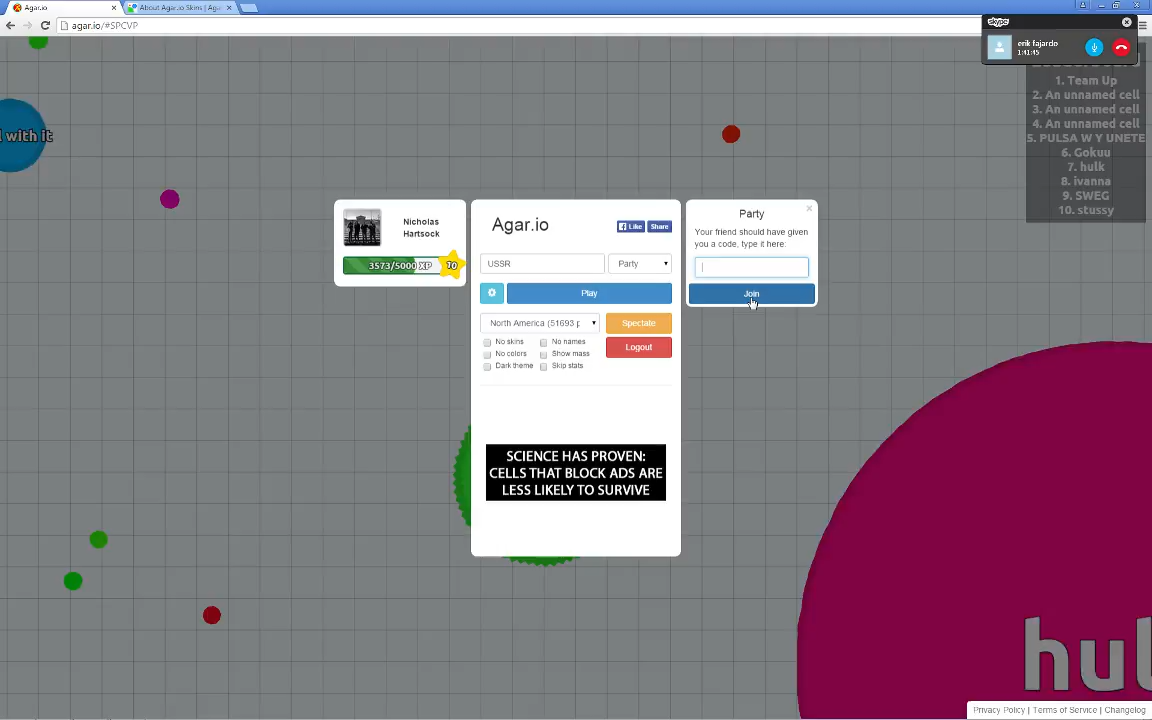 Agar.io
About Agar.io Skins | Aga
agar.io/#SPCVP
skype
erik fajardo
1:41:45
1. Team Up
2. An unnamed cell
3. An unnamed cell
4. An unnamed cell
5. PULSA W Y UNETE
6. Gokuu
7. hulk
8. ivanna
9. SWEG
10. stussy
l with it
Nicholas
Hartsock
3573/5000 XP
10
Agar.io
Like
Share
USSR
Party
Play
North America (51693 p
Spectate
No skins
No names
No colors
Show mass
Logout
Dark theme
Skip stats
SCIENCE HAS PROVEN:
CELLS THAT BLOCK ADS ARE
LESS LIKELY TO SURVIVE
Party
Your friend should have given
you a code, type it here:
Join
hul
Privacy Policy | Terms of Service | Changelog